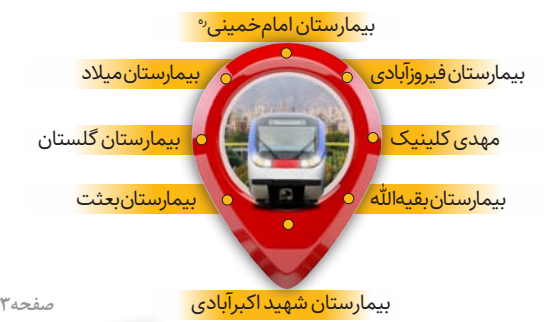 بیمارستان امام‌خمینی‌ره
بیمارستان فیروزآبادی
بیمارستان میلاد
مهدی کلینیک
بیمارستان گلستان
بیمارستان بقیه‌الله
بیمارستان بعثت
بیمارستان شهید اکبرآبادی
صفحه۳